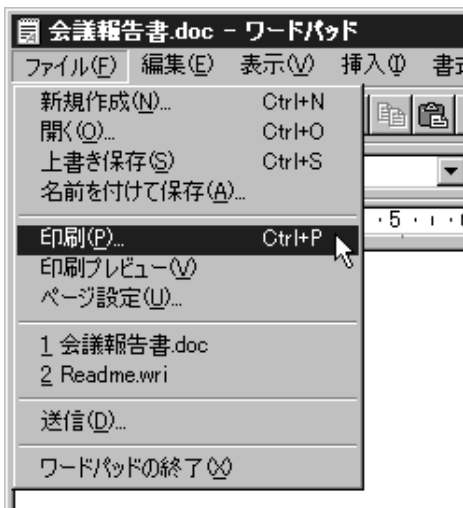 会議報告書.doc - ワードパッド
ファイル(F) 編集(E) 表示(V) 挿入(I) 書式
新規作成(N)... Ctrl+N
開く(O)... Ctrl+O
上書き保存(S) Ctrl+S
名前を付けて保存(A)...
印刷(P)... Ctrl+P
印刷プレビュー(V)
ページ設定(U)...
1 会議報告書.doc
2 Readme.wri
送信(D)...
ワードパッドの終了(X)
5